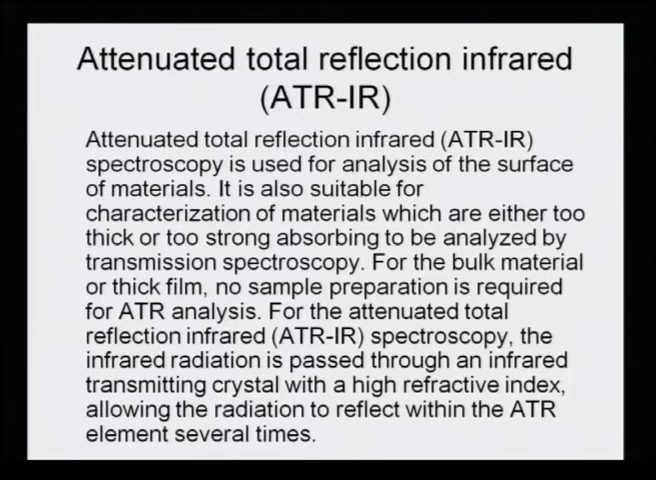 Attenuated total reflection infrared
(ATR-IR)
Attenuated total reflection infrared (ATR-IR)
spectroscopy is used for analysis of the surface
of materials. It is also suitable for
characterization of materials which are either too
thick or too strong absorbing to be analyzed by
transmission spectroscopy. For the bulk material
or thick film, no sample preparation is required
for ATR analysis. For the attenuated total
reflection infrared (ATR-IR) spectroscopy, the
infrared radiation is passed through an infrared
transmitting crystal with a high refractive index,
allowing the radiation to reflect within the ATR
element several times.